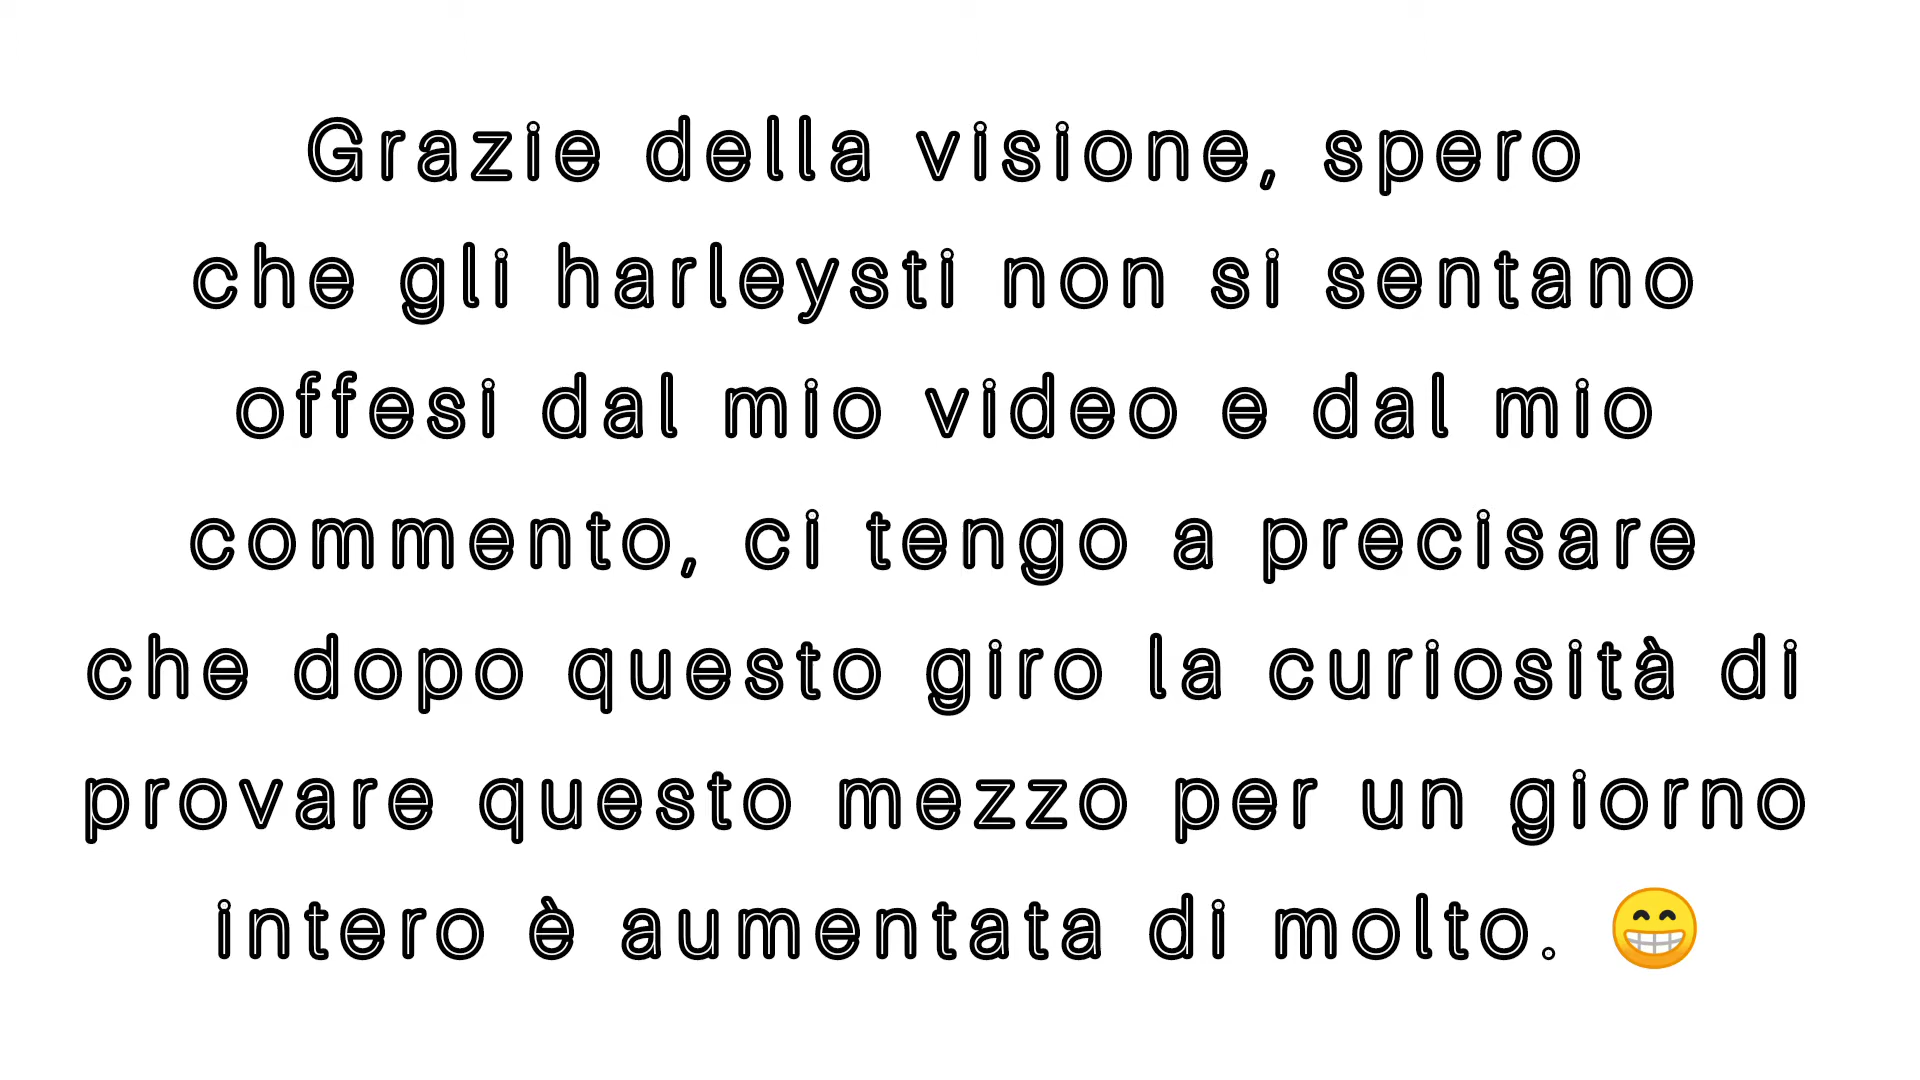 Grazie della visione, spero
che gli harleysti non si sentano
offesi dal mio video e dal mio
commento, ci tengo a precisare
che dopo questo giro la curiosità di
provare questo mezzo per un giorno
intero è aumentata di molto. 😁